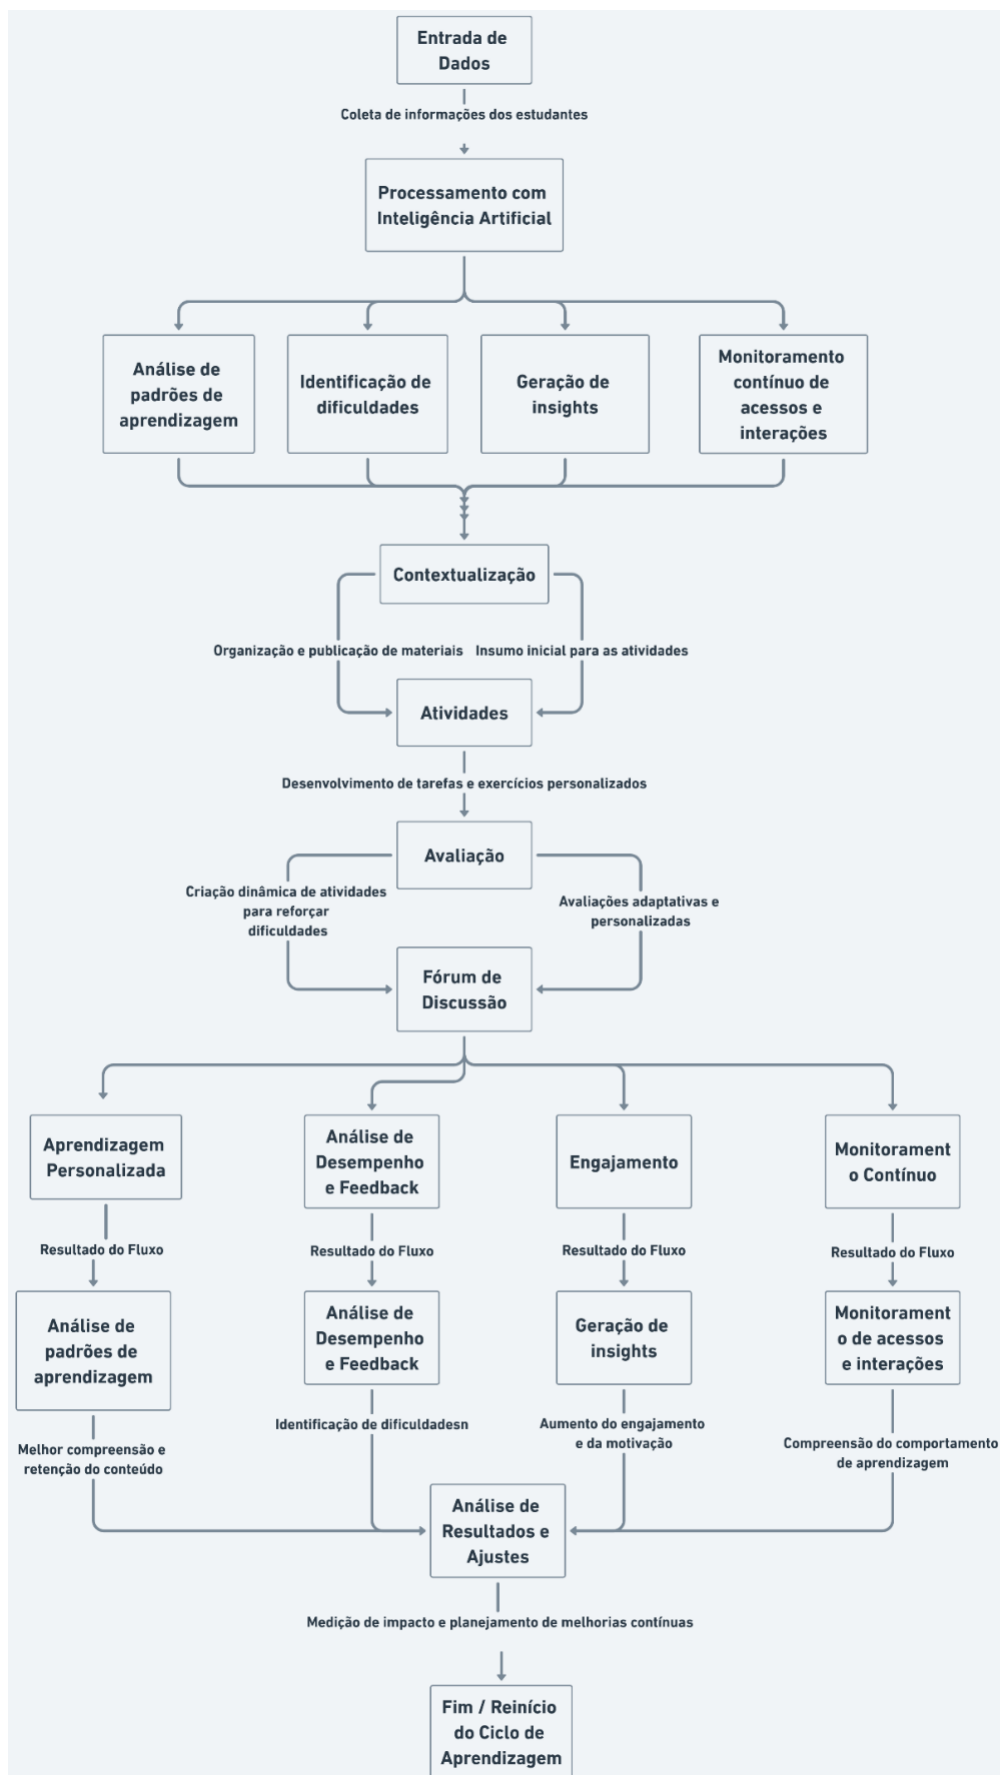 Entrada de
Dados
Coleta de informações dos estudantes
Processamento com
Inteligência Artificial
Análise de
padrões de
aprendizagem
Identificação de
dificuldades
Geração de
insights
Monitoramento
contínuo de
acessos e
interações
Contextualização
Organização e publicação de materiais
Insumo inicial para as atividades
Atividades
Desenvolvimento de tarefas e exercícios personalizados
Avaliação
Criação dinâmica de atividades
para reforçar
dificuldades
Avaliações adaptativas e
personalizadas
Fórum de
Discussão
Aprendizagem
Personalizada
Análise de
Desempenho
e Feedback
Engajamento
Monitorament
o Contínuo
Resultado do Fluxo
Resultado do Fluxo
Resultado do Fluxo
Resultado do Fluxo
Análise de
padrões de
aprendizagem
Análise de
Desempenho
e Feedback
Geração de
insights
Monitorament
o de acessos
e interações
Melhor compreensão e
retenção do conteúdo
Identificação de dificuldadesn
Aumento do engajamento
e da motivação
Compreensão do comportamento
de aprendizagem
Análise de
Resultados e
Ajustes
Medição de impacto e planejamento de melhorias contínuas
Fim / Reinício
do Ciclo de
Aprendizagem